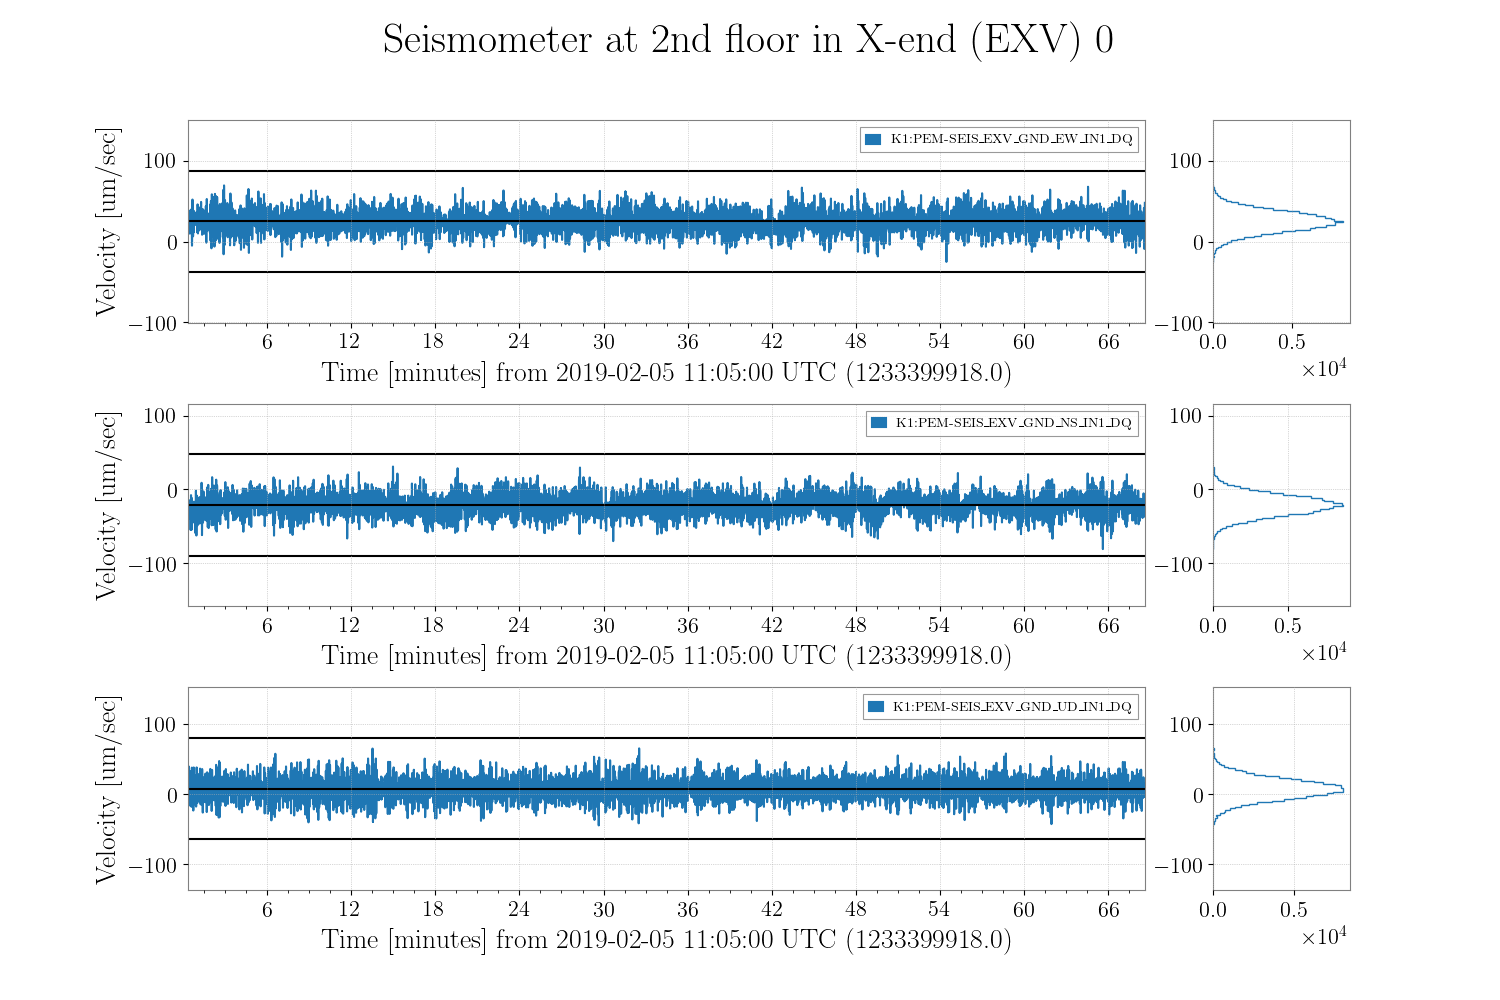 Seismometer at 2nd floor in X-end (EXV) 0
Velocity [um/sec]
100
0
−100
K1:PEM-SEIS_EXV_GND_EW_IN1_DQ
6 12 18 24 30 36 42 48 54 60 66
Time [minutes] from 2019-02-05 11:05:00 UTC (1233399918.0)
100
0
−100
0.0 0.5
×10⁴
Velocity [um/sec]
100
0
−100
K1:PEM-SEIS_EXV_GND_NS_IN1_DQ
6 12 18 24 30 36 42 48 54 60 66
Time [minutes] from 2019-02-05 11:05:00 UTC (1233399918.0)
100
0
−100
0.0 0.5
×10⁴
Velocity [um/sec]
100
0
−100
K1:PEM-SEIS_EXV_GND_UD_IN1_DQ
6 12 18 24 30 36 42 48 54 60 66
Time [minutes] from 2019-02-05 11:05:00 UTC (1233399918.0)
100
0
−100
0.0 0.5
×10⁴